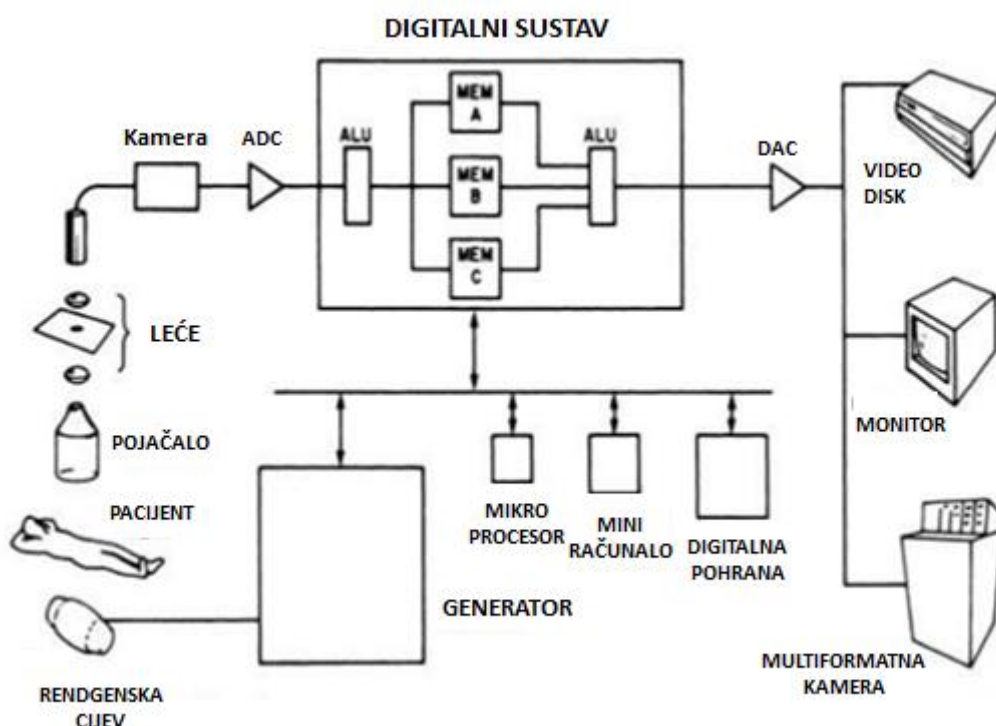 DIGITALNI SUSTAV
Kamera
ADC
ALU
MEM
A
MEM
B
MEM
C
ALU
DAC
VIDEO
DISK
LEĆE
POJAČALO
MONITOR
PACIJENT
MIKRO
PROCESOR
MINI
RAČUNALO
DIGITALNA
POHRANA
GENERATOR
RENDGENSKA
CIJEV
MULTIFORMATNA
KAMERA